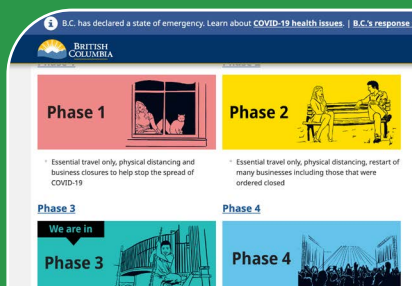 B.C. has declared a state of emergency. Learn about COVID-19 health issues. | B.C.'s response
BRITISH
COLUMBIA
Phase 1
Phase 2
Essential travel only, physical distancing and
business closures to help stop the spread of
COVID-19
Essential travel only, physical distancing, restart of
many businesses including those that were
ordered closed
Phase 3
Phase 4
We are in
Phase 3
Phase 4